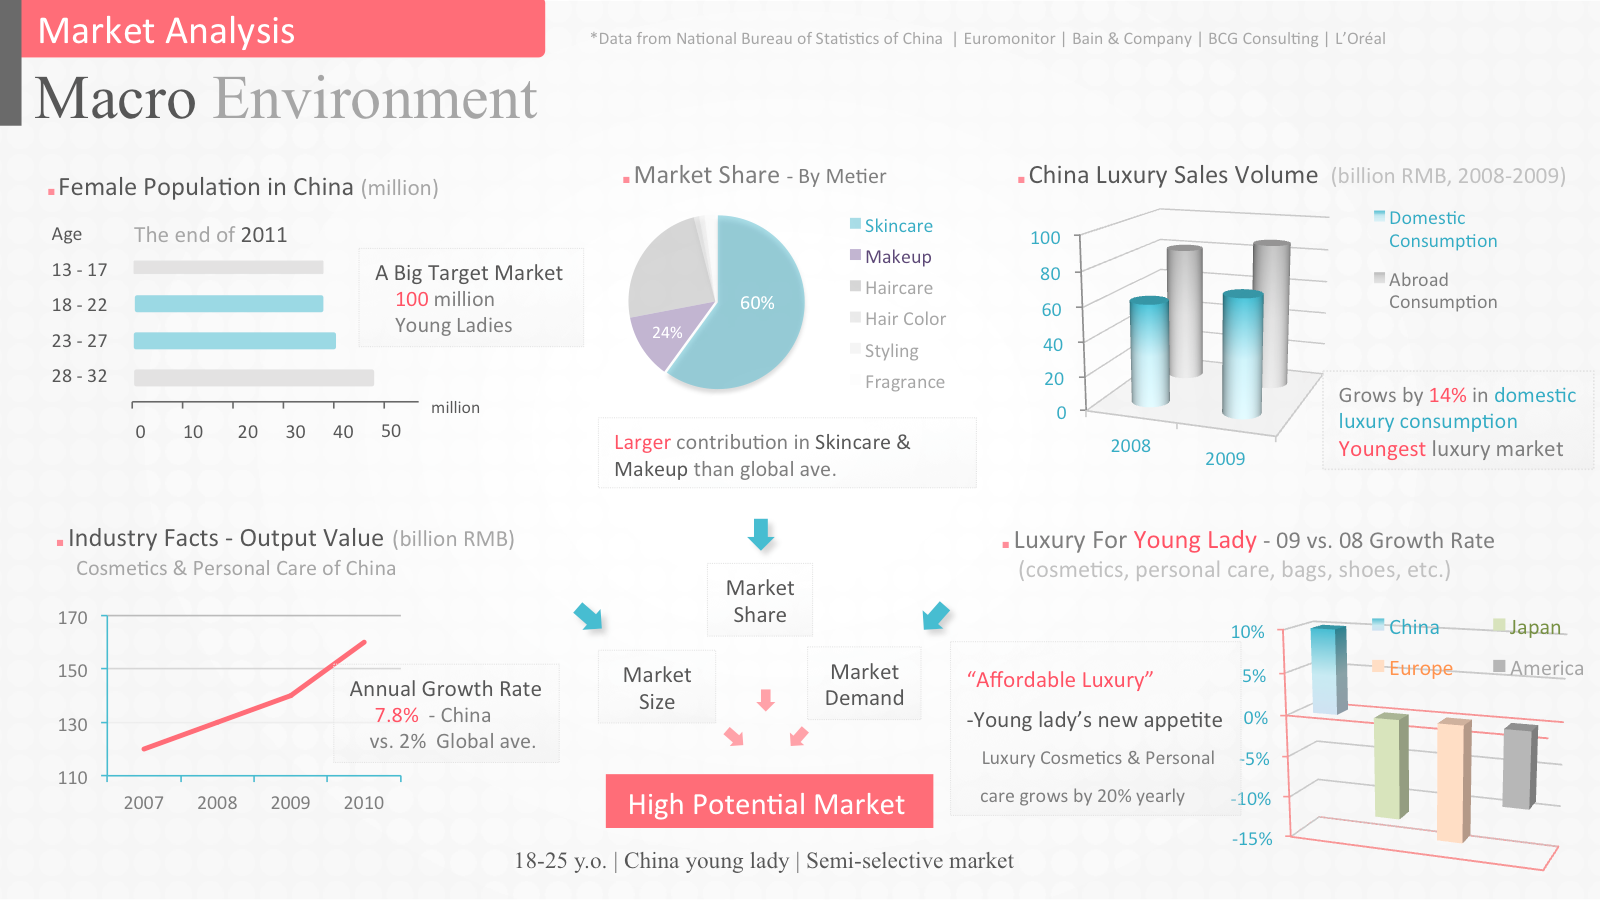 Market Analysis
*Data from National Bureau of Statistics of China | Euromonitor | Bain & Company | BCG Consulting | L'Oréal
Macro Environment
Female Population in China (million)
Age
The end of 2011
13 - 17
18 - 22
23 - 27
28 - 32
0 10 20 30 40 50
million
A Big Target Market
100 million
Young Ladies
Market Share - By Metier
60%
24%
Skincare
Makeup
Haircare
Hair Color
Styling
Fragrance
Larger contribution in Skincare &
Makeup than global ave.
China Luxury Sales Volume (billion RMB, 2008-2009)
100
80
60
40
20
0
2008
2009
Domestic
Consumption
Abroad
Consumption
Grows by 14% in domestic
luxury consumption
Youngest luxury market
Industry Facts - Output Value (billion RMB)
Cosmetics & Personal Care of China
170
150
130
110
2007 2008 2009 2010
Annual Growth Rate
7.8% - China
vs. 2% Global ave.
Market
Share
Market
Size
Market
Demand
High Potential Market
18-25 y.o. | China young lady | Semi-selective market
Luxury For Young Lady - 09 vs. 08 Growth Rate
(cosmetics, personal care, bags, shoes, etc.)
"Affordable Luxury"
-Young lady's new appetite
Luxury Cosmetics & Personal
care grows by 20% yearly
10%
5%
0%
-5%
-10%
-15%
China
Japan
Europe
America